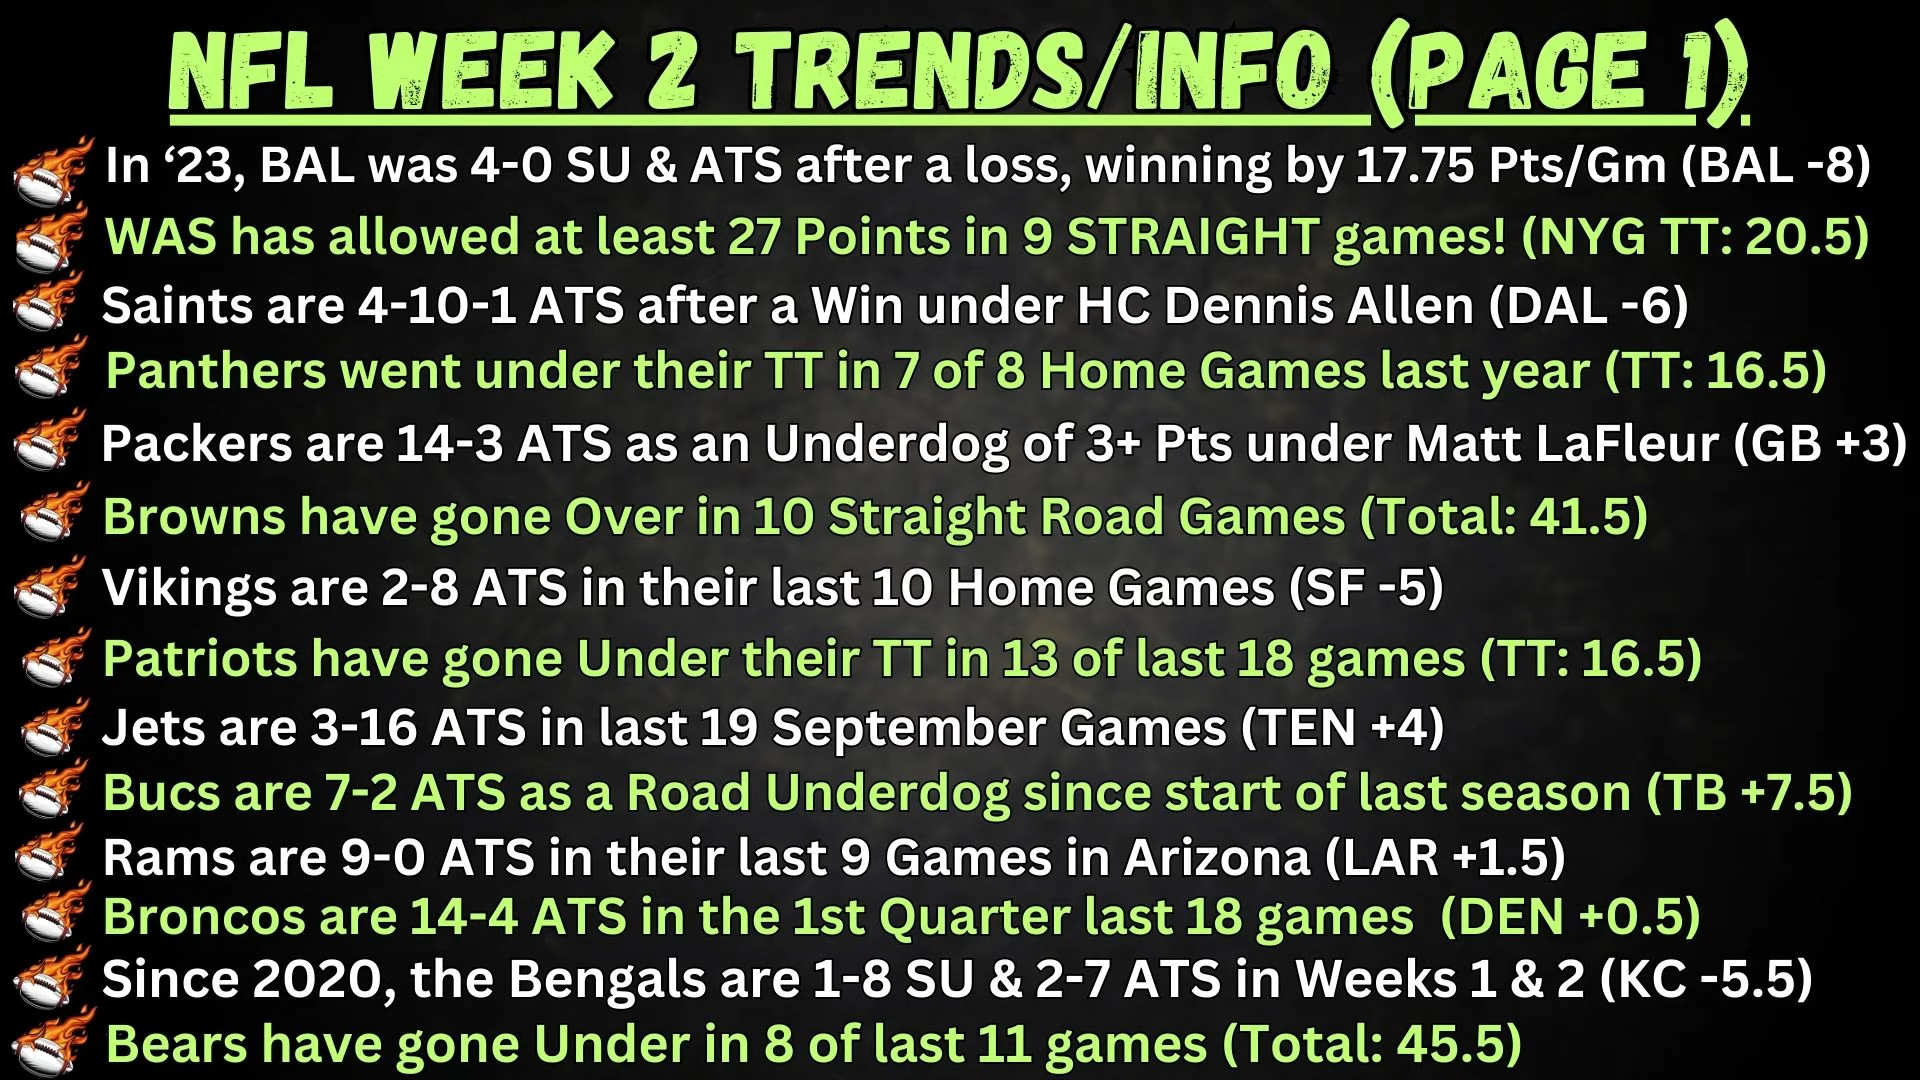 NFL WEEK 2 TRENDS/INFO (PAGE 1)
In ‘23, BAL was 4-0 SU & ATS after a loss, winning by 17.75 Pts/Gm (BAL -8)
WAS has allowed at least 27 Points in 9 STRAIGHT games! (NYG TT: 20.5)
Saints are 4-10-1 ATS after a Win under HC Dennis Allen (DAL -6)
Panthers went under their TT in 7 of 8 Home Games last year (TT: 16.5)
Packers are 14-3 ATS as an Underdog of 3+ Pts under Matt LaFleur (GB +3)
Browns have gone Over in 10 Straight Road Games (Total: 41.5)
Vikings are 2-8 ATS in their last 10 Home Games (SF -5)
Patriots have gone Under their TT in 13 of last 18 games (TT: 16.5)
Jets are 3-16 ATS in last 19 September Games (TEN +4)
Bucs are 7-2 ATS as a Road Underdog since start of last season (TB +7.5)
Rams are 9-0 ATS in their last 9 Games in Arizona (LAR +1.5)
Broncos are 14-4 ATS in the 1st Quarter last 18 games (DEN +0.5)
Since 2020, the Bengals are 1-8 SU & 2-7 ATS in Weeks 1 & 2 (KC -5.5)
Bears have gone Under in 8 of last 11 games (Total: 45.5)